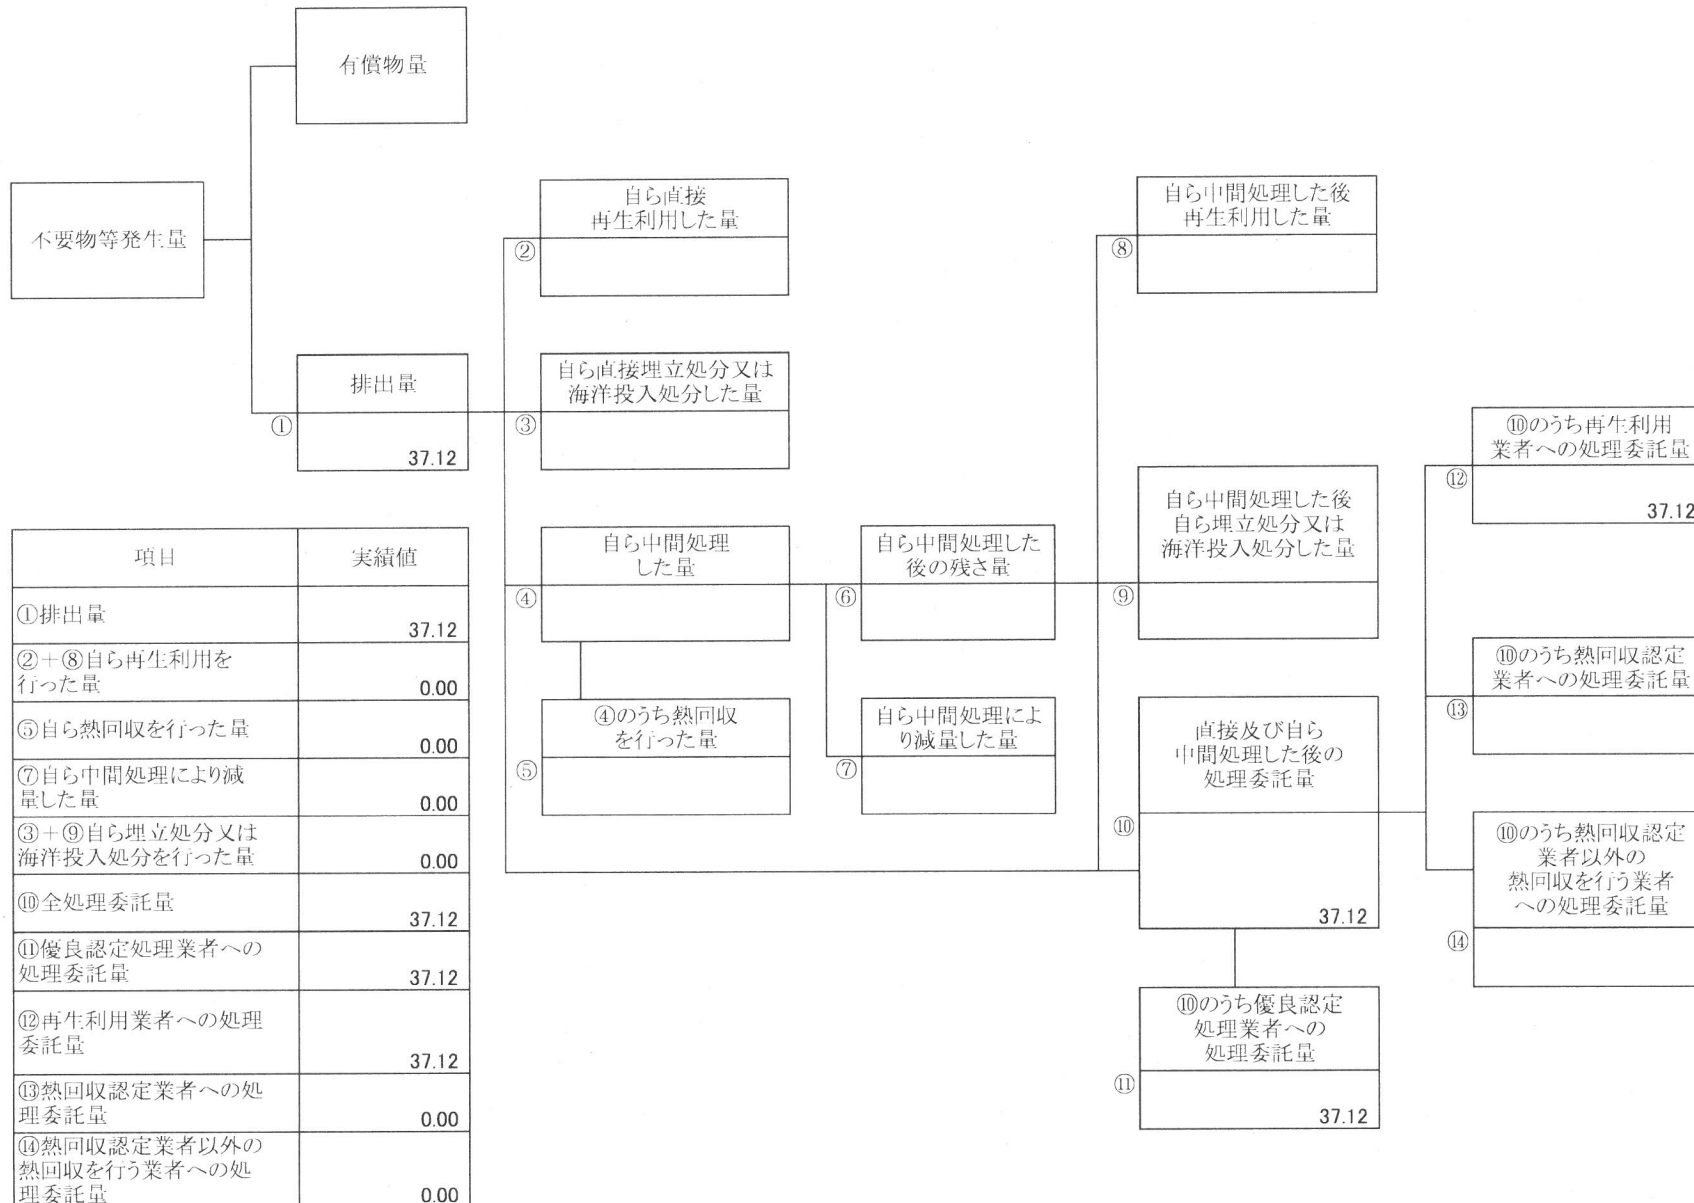 有償物量
不要物等発生量
自ら直接
再生利用した量
②
自ら中間処理した後
再生利用した量
⑧
排出量
①
37.12
自ら直接埋立処分又は
海洋投入処分した量
③
⑩のうち再生利用
業者への処理委託量
⑫
37.12
自ら中間処理
した量
④
自ら中間処理した
後の残さ量
⑥
自ら中間処理した後
自ら埋立処分又は
海洋投入処分した量
⑨
⑩のうち熱回収認定
業者への処理委託量
⑬
④のうち熱回収
を行った量
⑤
自ら中間処理によ
り減量した量
⑦
直接及び自ら
中間処理した後の
処理委託量
⑩
37.12
⑩のうち熱回収認定
業者以外の
熱回収を行う業者
への処理委託量
⑭
⑩のうち優良認定
処理業者への
処理委託量
⑪
37.12
項目 実績値
①排出量
37.12
②+⑧自ら再生利用を
行った量 0.00
⑤自ら熱回収を行った量
0.00
⑦自ら中間処理により減
量した量 0.00
③+⑨自ら埋立処分又は
海洋投入処分を行った量 0.00
⑩全処理委託量
37.12
⑪優良認定処理業者への
処理委託量 37.12
⑫再生利用業者への処理
委託量
37.12
⑬熱回収認定業者への処
理委託量 0.00
⑭熱回収認定業者以外の
熱回収を行う業者への処
理委託量 0.00